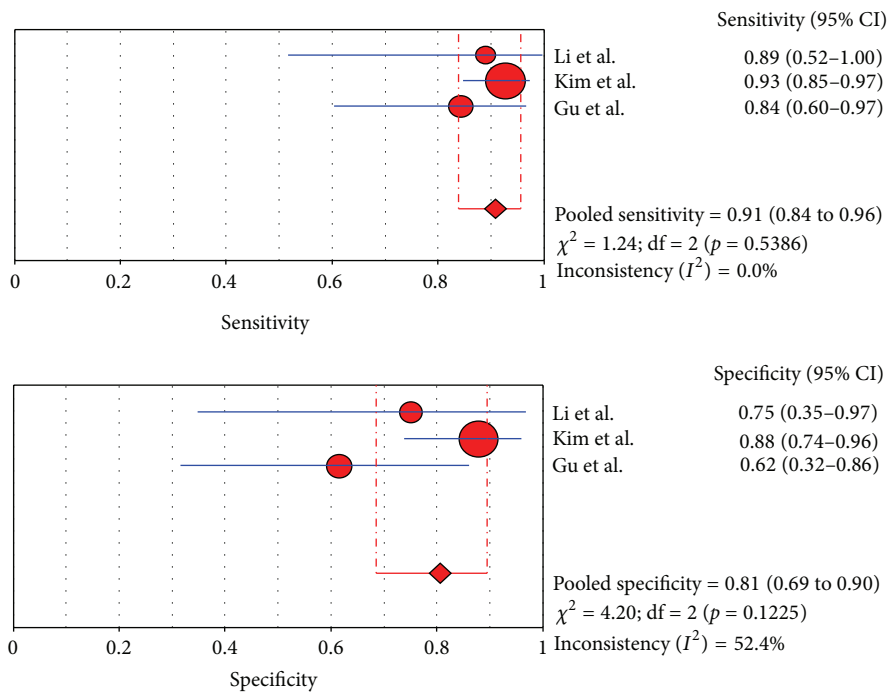 Sensitivity (95% CI)
Li et al. 0.89 (0.52–1.00)
Kim et al. 0.93 (0.85–0.97)
Gu et al. 0.84 (0.60–0.97)
Pooled sensitivity = 0.91 (0.84 to 0.96)
χ² = 1.24; df = 2 (p = 0.5386)
Inconsistency (I²) = 0.0%
0 0.2 0.4 0.6 0.8 1
Sensitivity
Specificity (95% CI)
Li et al. 0.75 (0.35–0.97)
Kim et al. 0.88 (0.74–0.96)
Gu et al. 0.62 (0.32–0.86)
Pooled specificity = 0.81 (0.69 to 0.90)
χ² = 4.20; df = 2 (p = 0.1225)
Inconsistency (I²) = 52.4%
0 0.2 0.4 0.6 0.8 1
Specificity